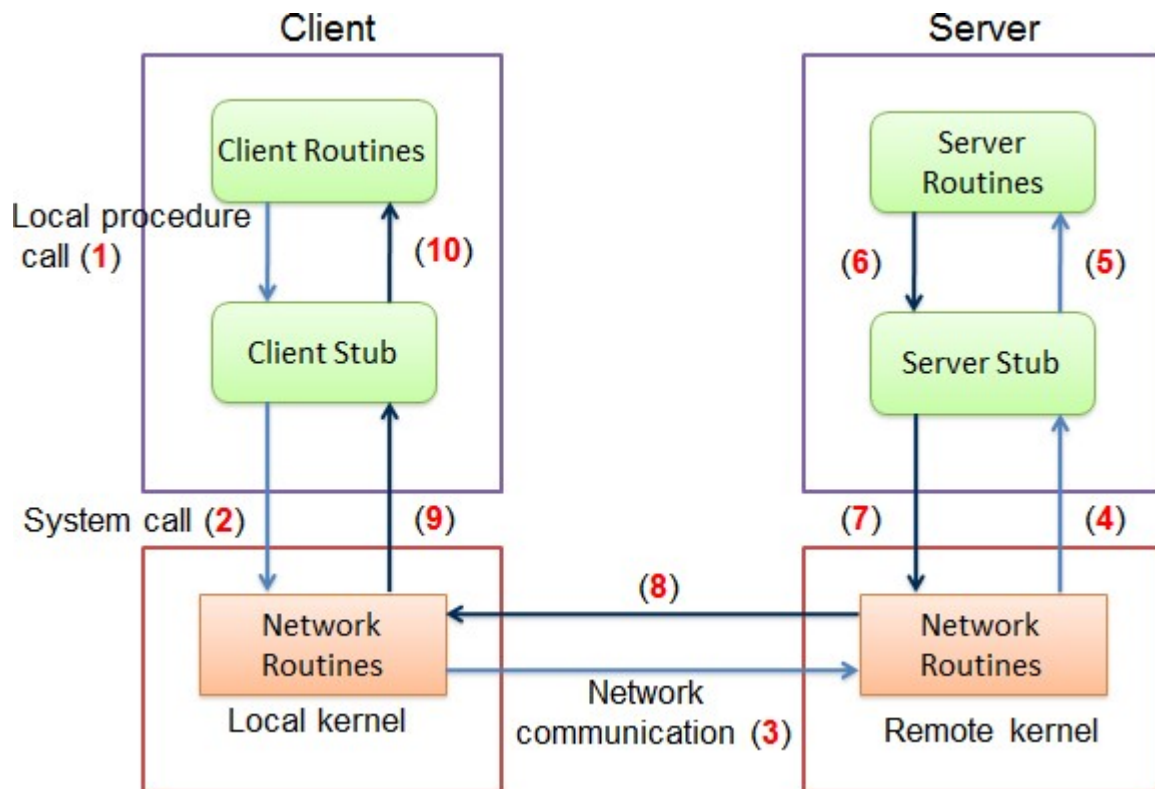 Client
Server
Client Routines
Server
Routines
Local procedure
call (1)
(10)
(6)
(5)
Client Stub
Server Stub
System call (2)
(9)
(7)
(4)
(8)
Network
Routines
Network
Routines
Local kernel
Network
communication (3)
Remote kernel